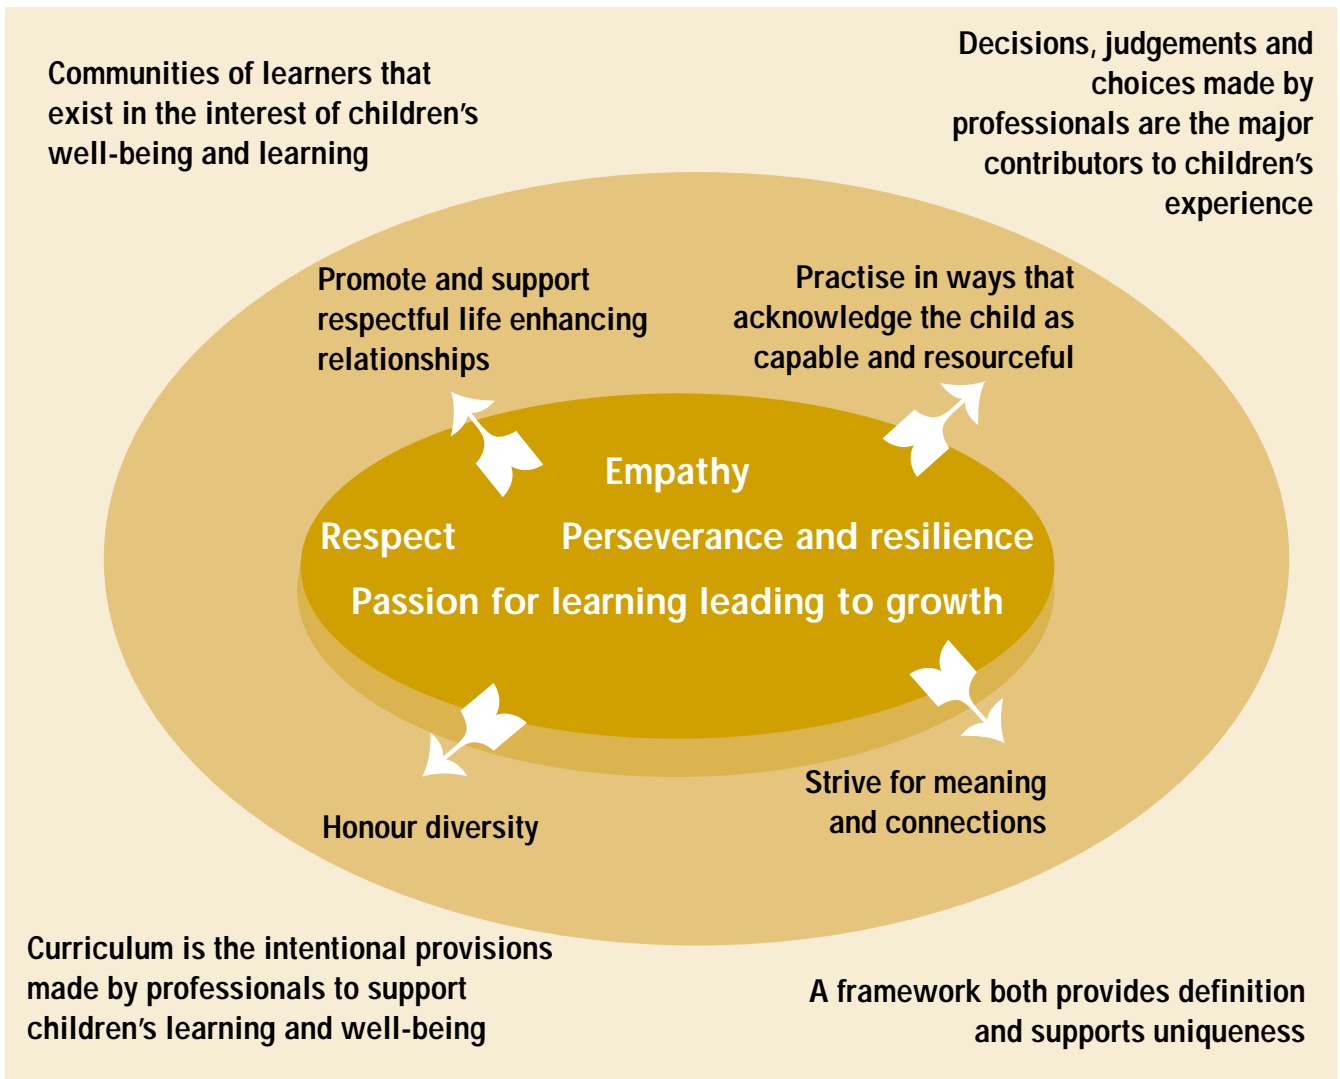 Communities of learners that
exist in the interest of children's
well-being and learning
Decisions, judgements and
choices made by
professionals are the major
contributors to children's
experience
Promote and support
respectful life enhancing
relationships
Practise in ways that
acknowledge the child as
capable and resourceful
Empathy
Respect
Perseverance and resilience
Passion for learning leading to growth
Honour diversity
Strive for meaning
and connections
Curriculum is the intentional provisions
made by professionals to support
children's learning and well-being
A framework both provides definition
and supports uniqueness